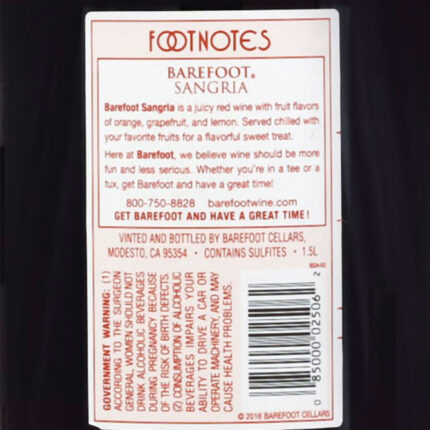 FOOTNOTES
BAREFOOT®
SANGRIA
Barefoot Sangria is a juicy red wine with fruit flavors
of orange, grapefruit, and lemon. Served chilled with
your favorite fruits for a flavorful sweet treat.
Here at Barefoot, we believe wine should be more
fun and less serious. Whether you're in a tee or a
tux, get Barefoot and have a great time!
800-750-8828 barefootwine.com
GET BAREFOOT AND HAVE A GREAT TIME!
VINTED AND BOTTLED BY BAREFOOT CELLARS,
MODESTO, CA 95354 • CONTAINS SULFITES • 1.5L
GOVERNMENT WARNING: (1)
ACCORDING TO THE SURGEON
GENERAL, WOMEN SHOULD NOT
DRINK ALCOHOLIC BEVERAGES
DURING PREGNANCY BECAUSE
OF THE RISK OF BIRTH DEFECTS.
(2) CONSUMPTION OF ALCOHOLIC
BEVERAGES IMPAIRS YOUR
ABILITY TO DRIVE A CAR OR
OPERATE MACHINERY, AND MAY
CAUSE HEALTH PROBLEMS.
0 85000 02506 2
© 2016 BAREFOOT CELLARS